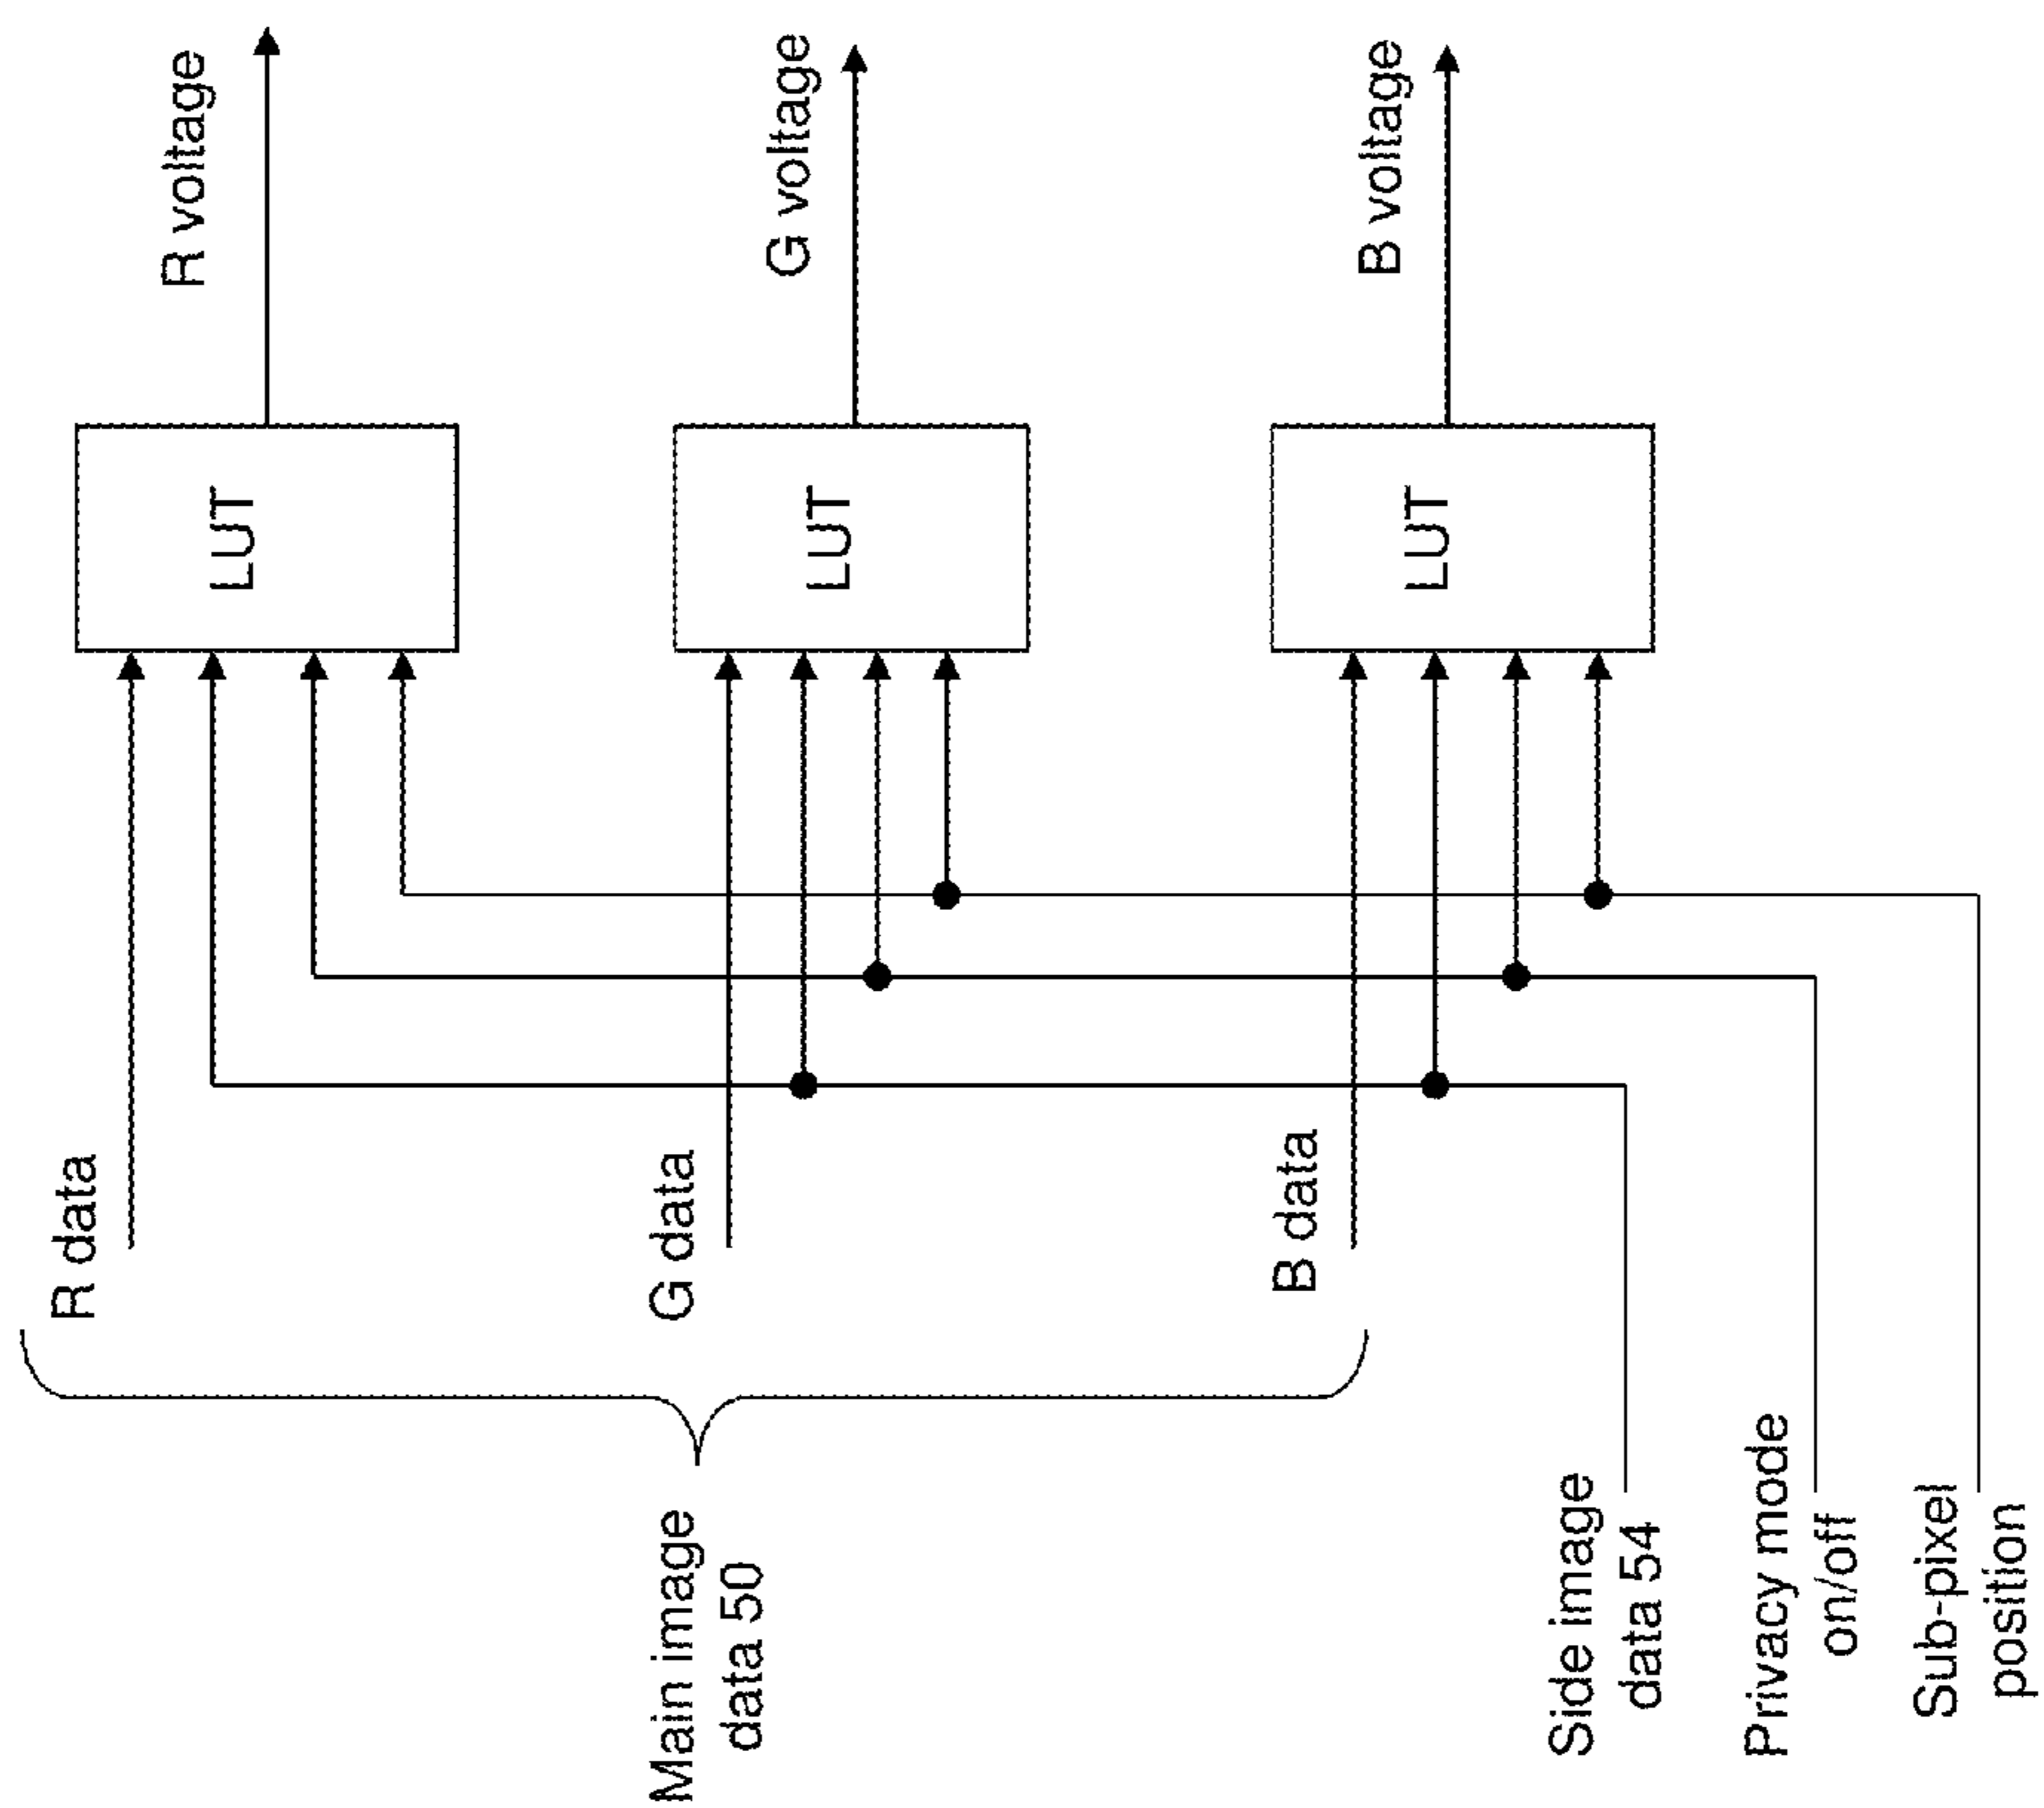 R data
LUT
R voltage
Main image
data 50
G data
LUT
G voltage
B data
LUT
B voltage
Side image
data 54
Privacy mode
on/off
Sub-pixel
position